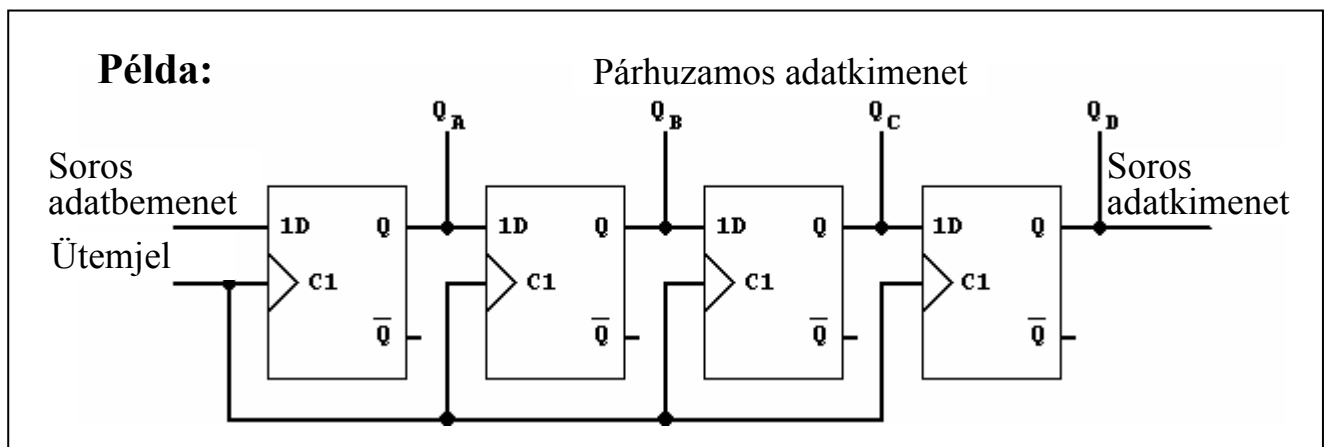 Példa:
Párhuzamos adatkimenet
Q_A Q_B Q_C Q_D
Soros
adatbemenet
Soros
adatkimenet
1D Q 1D Q 1D Q 1D Q
Ütemjel
C1 C1 C1 C1
Q̅ Q̅ Q̅ Q̅